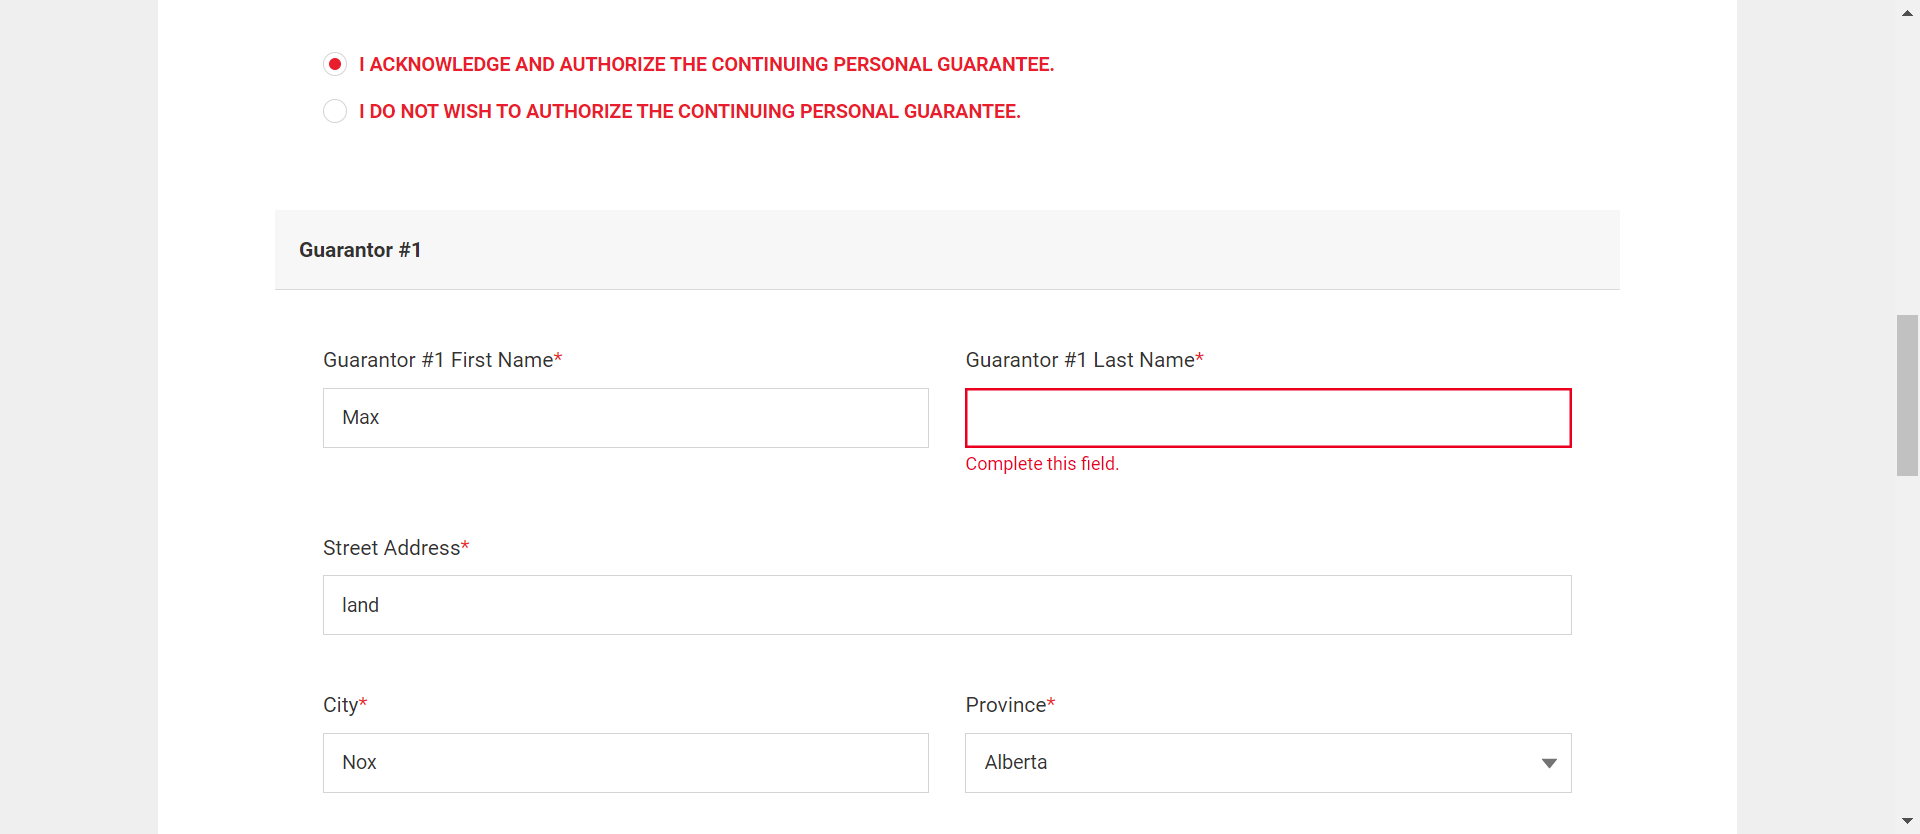 I ACKNOWLEDGE AND AUTHORIZE THE CONTINUING PERSONAL GUARANTEE.
I DO NOT WISH TO AUTHORIZE THE CONTINUING PERSONAL GUARANTEE.
Guarantor #1
Guarantor #1 First Name*
Guarantor #1 Last Name*
Max
Complete this field.
Street Address*
land
City*
Province*
Nox
Alberta